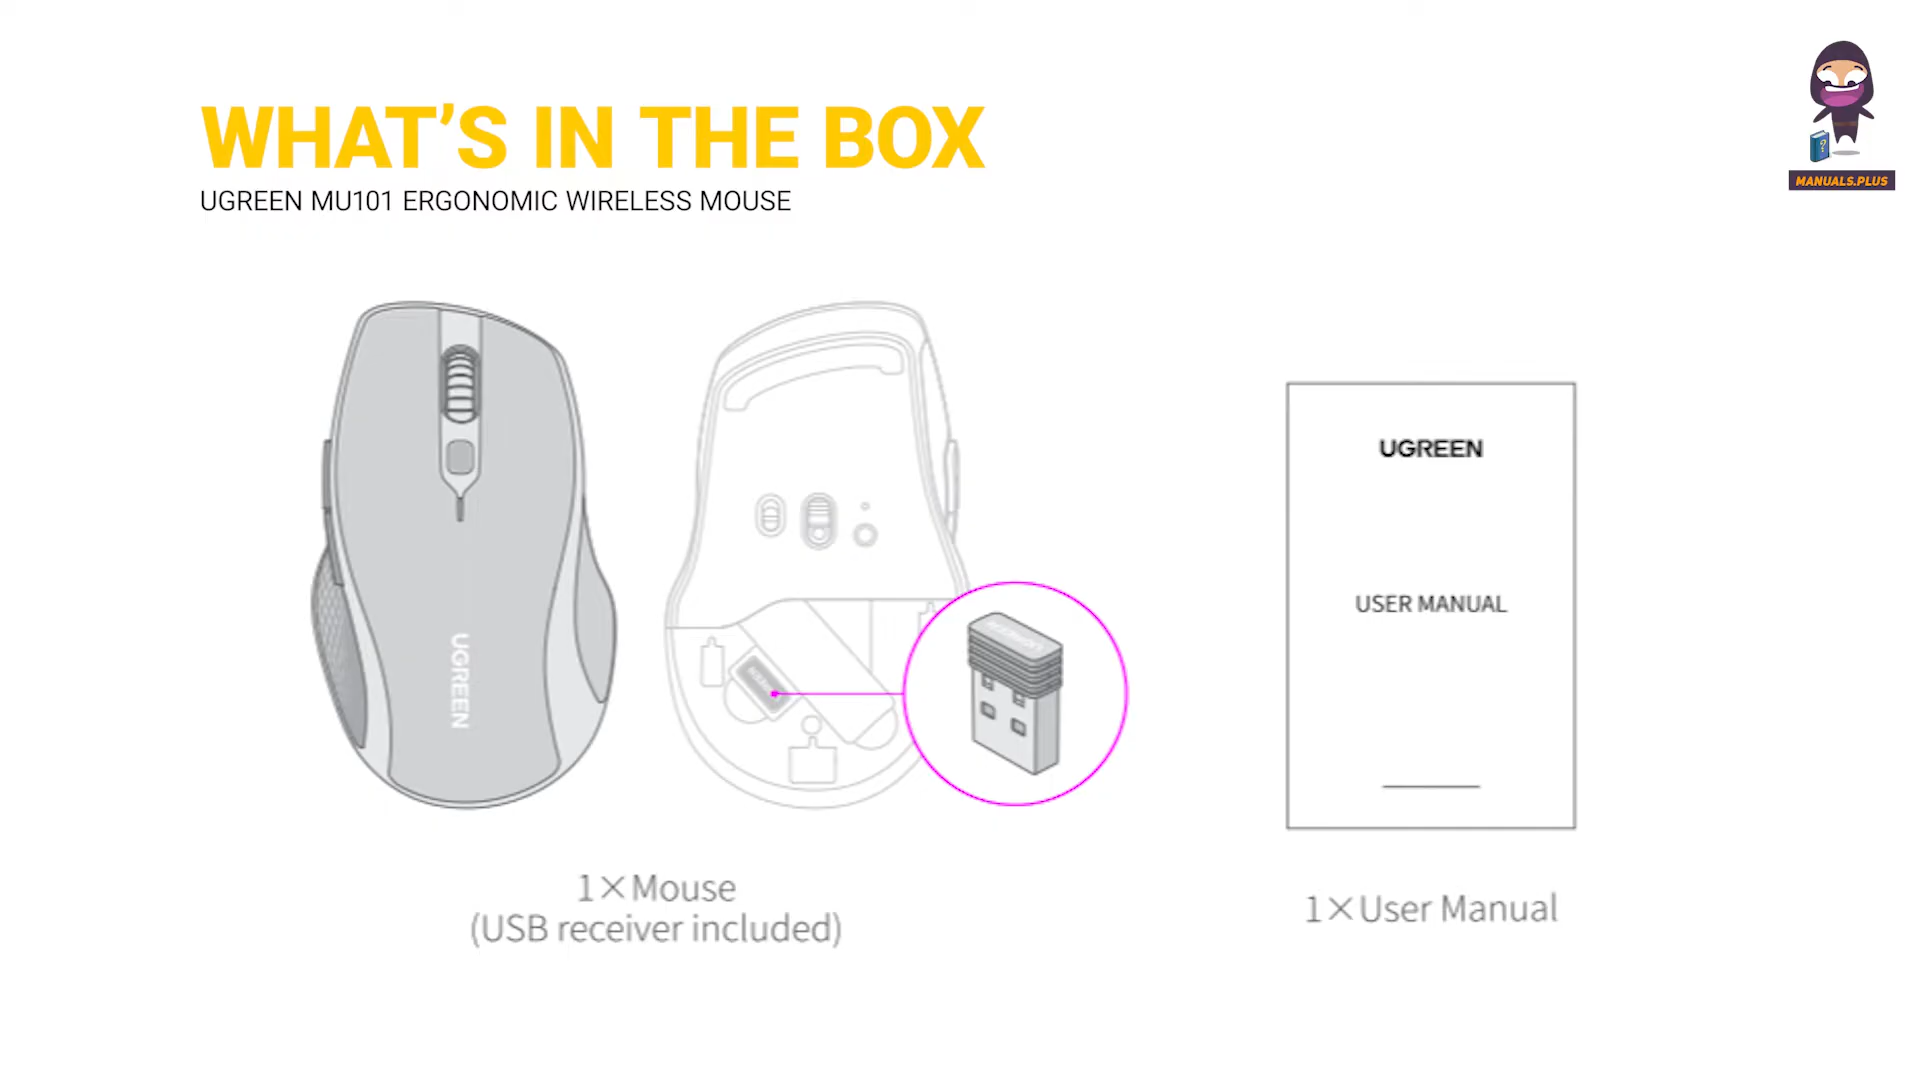 WHAT'S IN THE BOX
UGREEN MU101 ERGONOMIC WIRELESS MOUSE
MANUALS.PLUS
UGREEN
UGREEN
USER MANUAL
1×Mouse
(USB receiver included)
1×User Manual